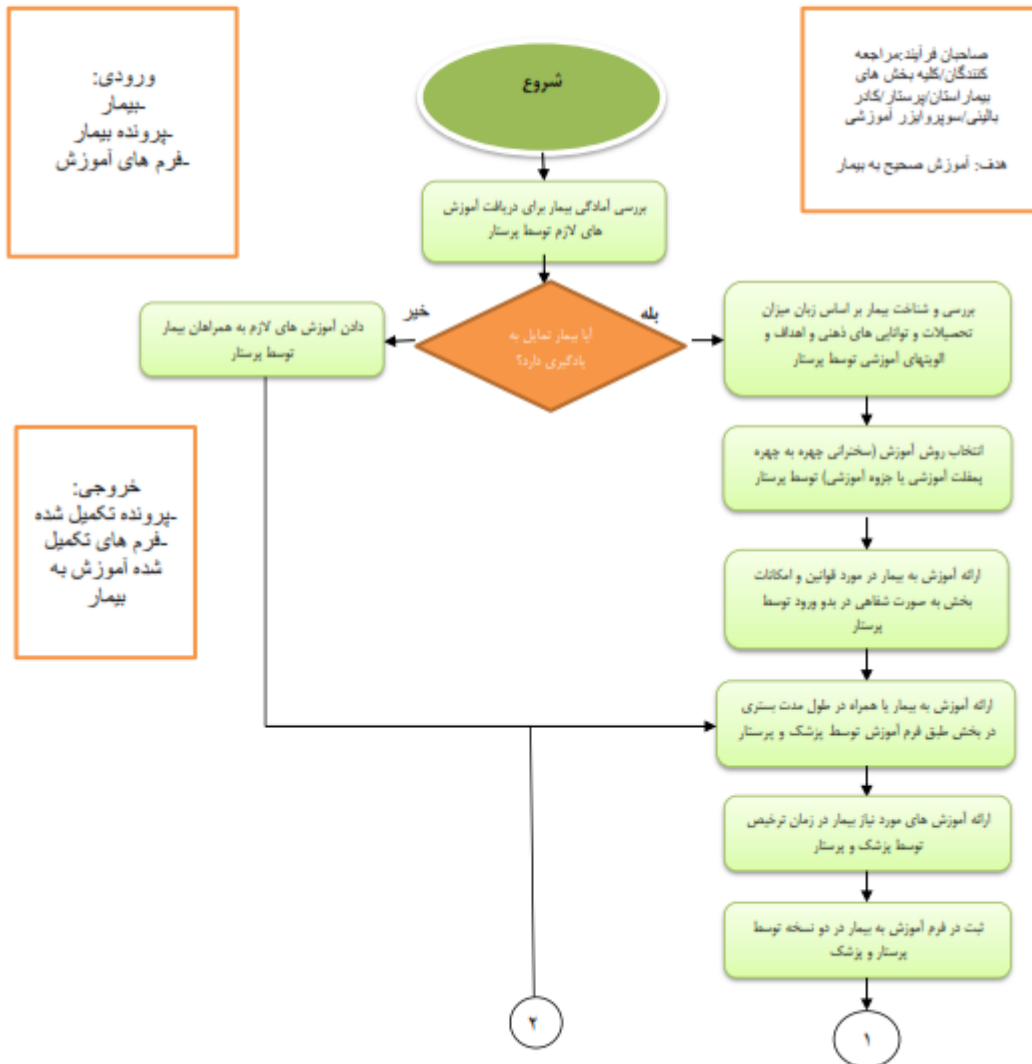 صاحبان فرآیند:مراجعه
کنندگان/کلیه بخش های
بیمارستان/پرستار/کادر
بالینی/سوپروایزر آموزشی
هدف: آموزش صحیح به بیمار
ورودی:
-بیمار
-پرونده بیمار
-فرم های آموزش
شروع
بررسی آمادگی بیمار برای دریافت آموزش
های لازم توسط پرستار
آیا بیمار تمایل به
یادگیری دارد؟
بله
خیر
بررسی و شناخت بیمار بر اساس زبان میزان
تحصیلات و توانایی های ذهنی و اهداف و
الویتهای آموزشی توسط پرستار
دادن آموزش های لازم به همراهان بیمار
توسط پرستار
انتخاب روش آموزش (سخنرانی چهره به چهره
پمفلت آموزشی یا جزوه آموزشی) توسط پرستار
خروجی:
-پرونده تکمیل شده
-فرم های تکمیل
شده آموزش به
بیمار
ارائه آموزش به بیمار در مورد قوانین و امکانات
بخش به صورت شفاهی در بدو ورود توسط
پرستار
ارائه آموزش به بیمار یا همراه در طول مدت بستری
در بخش طبق فرم آموزش توسط پزشک و پرستار
ارائه آموزش های مورد نیاز بیمار در زمان ترخیص
توسط پزشک و پرستار
ثبت در فرم آموزش به بیمار در دو نسخه توسط
پرستار و پزشک
۱
۲